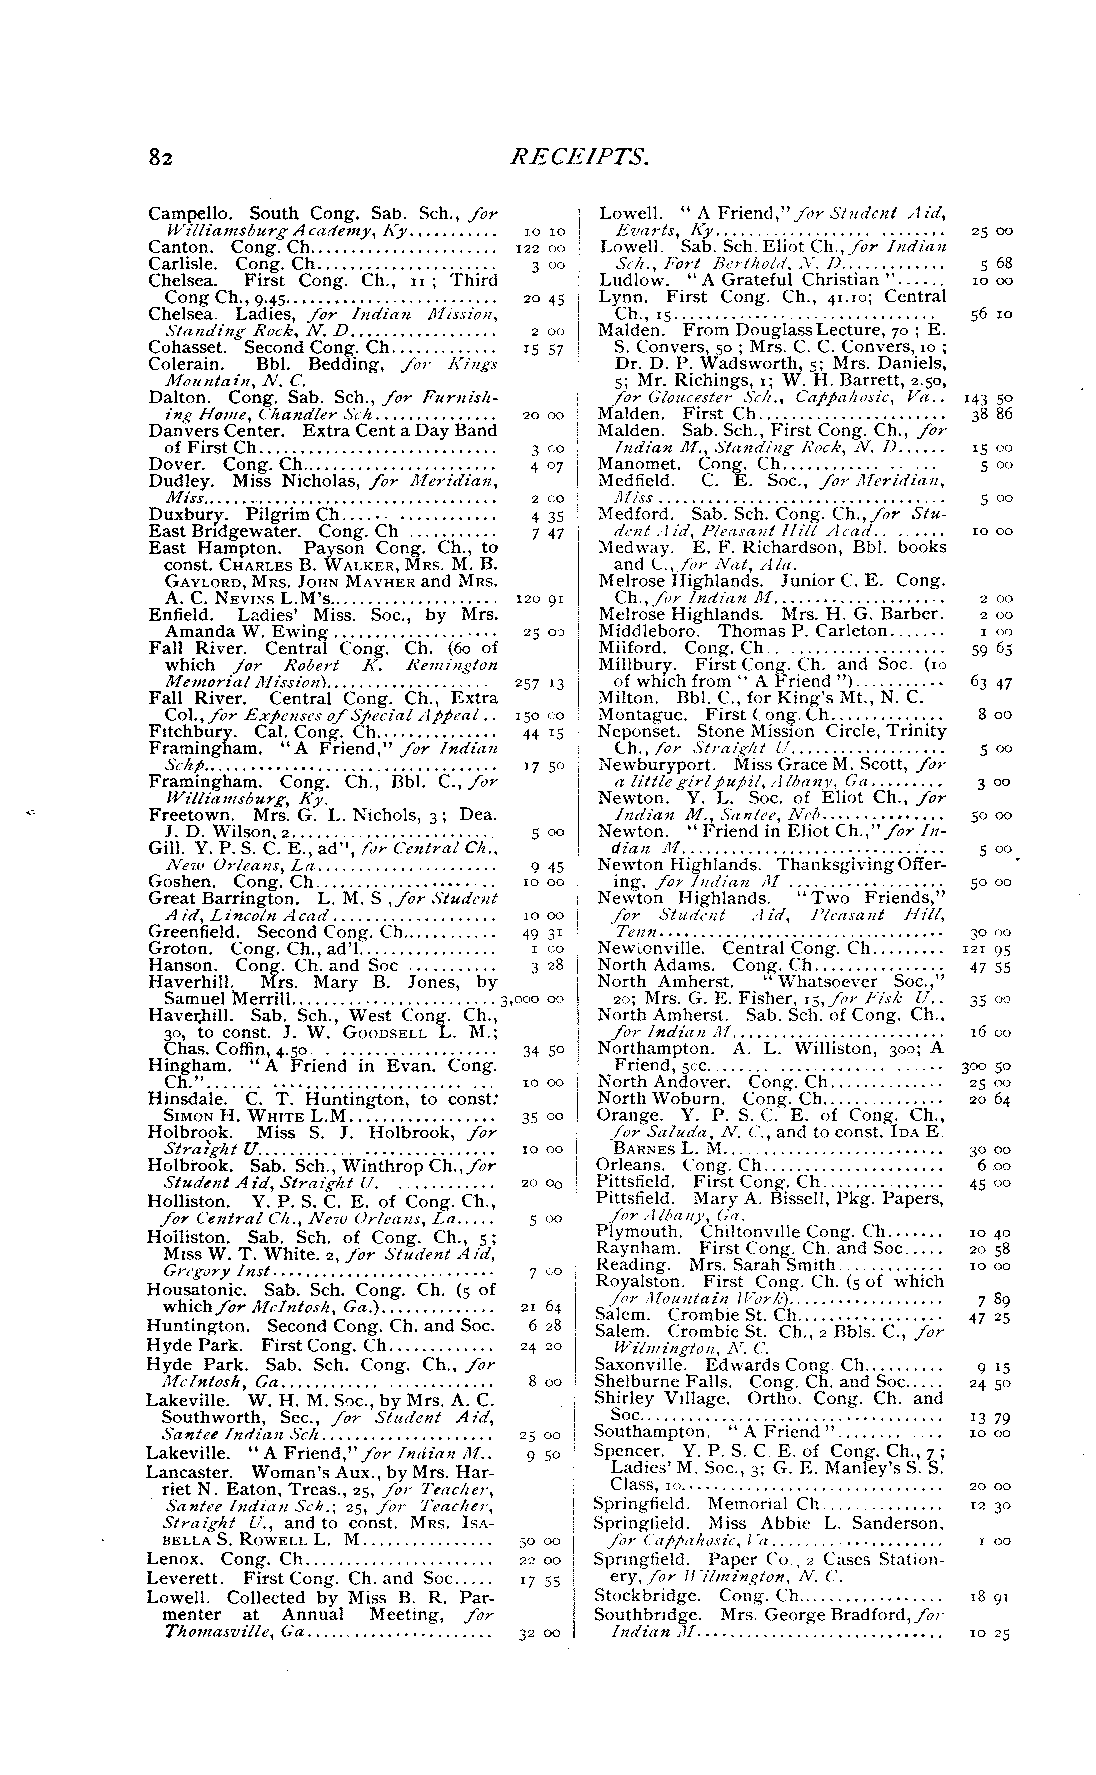 82 RECEIPTS.
Campello. South Cong. Sab. Sch., for
Williamsburg Academy, Ky........... 10 10
Canton. Cong. Ch....................... 122 00
Carlisle. Cong. Ch...................... 3 00
Chelsea. First Cong. Ch., 11; Third
Cong Ch., 9.45.......................... 20 45
Chelsea. Ladies, for Indian Mission,
Standing Rock, N. D.................. 2 00
Cohasset. Second Cong. Ch............. 15 57
Colerain. Bbl. Bedding, for Kings
Mountain, N. C.
Dalton. Cong. Sab. Sch., for Furnish-
ing Home, Chandler Sch............... 20 00
Danvers Center. Extra Cent a Day Band
of First Ch............................. 3 00
Dover. Cong. Ch........................ 4 07
Dudley. Miss Nicholas, for Meridian,
Miss................................... 2 00
Duxbury. Pilgrim Ch................... 4 35
East Bridgewater. Cong. Ch ........... 7 47
East Hampton. Payson Cong. Ch., to
const. CHARLES B. WALKER, MRS. M. B.
GAYLORD, MRS. JOHN MAYHER and MRS.
A. C. NEVINS L.M's.................... 120 91
Enfield. Ladies' Miss. Soc., by Mrs.
Amanda W. Ewing.................... 25 00
Fall River. Central Cong. Ch. (60 of
which for Robert K. Remington
Memorial Mission).................... 257 13
Fall River. Central Cong. Ch., Extra
Col., for Expenses of Special Appeal.. 150 00
Fitchbury. Cal. Cong. Ch............... 44 15
Framingham. "A Friend," for Indian
Schp................................... 17 50
Framingham. Cong. Ch., Bbl. C., for
Williamsburg, Ky.
Freetown. Mrs. G. L. Nichols, 3; Dea.
J. D. Wilson, 2......................... 5 00
Gill. Y. P. S. C. E., ad'l, for Central Ch.,
New Orleans, La...................... 9 45
Goshen. Cong. Ch...................... 10 00
Great Barrington. L. M. S , for Student
Aid, Lincoln Acad.................... 10 00
Greenfield. Second Cong. Ch........... 49 31
Groton. Cong. Ch., ad'l................. 1 00
Hanson. Cong. Ch. and Soc ........... 3 28
Haverhill. Mrs. Mary B. Jones, by
Samuel Merrill.........................3,000 00
Haverhill. Sab. Sch., West Cong. Ch.,
30, to const. J. W. GOODSELL L. M.;
Chas. Coffin, 4.50...................... 34 50
Hingham. "A Friend in Evan. Cong.
Ch."................................... 10 00
Hinsdale. C. T. Huntington, to const:
SIMON H. WHITE L.M.................. 35 00
Holbrook. Miss S. J. Holbrook, for
Straight U............................. 10 00
Holbrook. Sab. Sch., Winthrop Ch., for
Student Aid, Straight U. ............ 20 00
Holliston. Y. P. S. C. E. of Cong. Ch.,
for Central Ch., New Orleans, La..... 5 00
Holliston. Sab. Sch. of Cong. Ch., 5;
Miss W. T. White. 2, for Student Aid,
Gregory Inst........................... 7 00
Housatonic. Sab. Sch. Cong. Ch. (5 of
which for McIntosh, Ga.).............. 21 64
Huntington. Second Cong. Ch. and Soc. 6 28
Hyde Park. First Cong. Ch............. 24 20
Hyde Park. Sab. Sch. Cong. Ch., for
McIntosh, Ga.......................... 8 00
Lakeville. W. H. M. Soc., by Mrs. A. C.
Southworth, Sec., for Student Aid,
Santee Indian Sch..................... 25 00
Lakeville. "A Friend," for Indian M.. 9 50
Lancaster. Woman's Aux., by Mrs. Har-
riet N. Eaton, Treas., 25, for Teacher,
Santee Indian Sch.; 25, for Teacher,
Straight U., and to const. MRS. ISA-
BELLA S. ROWELL L. M................ 50 00
Lenox. Cong. Ch....................... 22 00
Leverett. First Cong. Ch. and Soc..... 17 55
Lowell. Collected by Miss B. R. Par-
menter at Annual Meeting, for
Thomasville, Ga....................... 32 00
Lowell. "A Friend," for Student Aid,
Evarts, Ky............................. 25 00
Lowell. Sab. Sch. Eliot Ch., for Indian
Sch., Fort Berthold, N. D............. 5 68
Ludlow. "A Grateful Christian"...... 10 00
Lynn. First Cong. Ch., 41.10; Central
Ch., 15................................ 56 10
Malden. From Douglass Lecture, 70; E.
S. Convers, 50; Mrs. C. C. Convers, 10;
Dr. D. P. Wadsworth, 5; Mrs. Daniels,
5; Mr. Richings, 1; W. H. Barrett, 2.50,
for Gloucester Sch., Cappahosic, Va.. 143 50
Malden. First Ch....................... 38 86
Malden. Sab. Sch., First Cong. Ch., for
Indian M., Standing Rock, N. D...... 15 00
Manomet. Cong. Ch.................... 5 00
Medfield. C. E. Soc., for Meridian,
Miss .................................. 5 00
Medford. Sab. Sch. Cong. Ch., for Stu-
dent Aid, Pleasant Hill Acad......... 10 00
Medway. E. F. Richardson, Bbl. books
and C., for Nat, Ala.
Melrose Highlands. Junior C. E. Cong.
Ch., for Indian M..................... 2 00
Melrose Highlands. Mrs. H. G. Barber. 2 00
Middleboro. Thomas P. Carleton....... 1 00
Milford. Cong. Ch...................... 59 65
Millbury. First Cong. Ch. and Soc. (10
of which from "A Friend")........... 63 47
Milton. Bbl. C., for King's Mt., N. C.
Montague. First Cong. Ch.............. 8 00
Neponset. Stone Mission Circle, Trinity
Ch., for Straight U................... 5 00
Newburyport. Miss Grace M. Scott, for
a little girl pupil, Albany, Ga......... 3 00
Newton. Y. L. Soc. of Eliot Ch., for
Indian M., Santee, Neb............... 50 00
Newton. "Friend in Eliot Ch.," for In-
dian M................................ 5 00
Newton Highlands. Thanksgiving Offer-
ing, for Indian M ................... 50 00
Newton Highlands. "Two Friends,"
for Student Aid, Pleasant Hill,
Tenn................................... 30 00
Newtonville. Central Cong. Ch......... 121 95
North Adams. Cong. Ch................ 47 55
North Amherst. "Whatsoever Soc.,"
20; Mrs. G. E. Fisher, 15, for Fisk U.. 35 00
North Amherst. Sab. Sch. of Cong. Ch.,
for Indian M.......................... 16 00
Northampton. A. L. Williston, 300; A
Friend, 50c............................ 300 50
North Andover. Cong. Ch.............. 25 00
North Woburn. Cong. Ch............... 20 64
Orange. Y. P. S. C. E. of Cong. Ch.,
for Saluda, N. C., and to const. IDA E.
BARNES L. M........................... 30 00
Orleans. Cong. Ch...................... 6 00
Pittsfield. First Cong. Ch............... 45 00
Pittsfield. Mary A. Bissell, Pkg. Papers,
for Albany, Ga.
Plymouth. Chiltonville Cong. Ch....... 10 40
Raynham. First Cong. Ch. and Soc..... 20 58
Reading. Mrs. Sarah Smith............. 10 00
Royalston. First Cong. Ch. (5 of which
for Mountain Work)................... 7 89
Salem. Crombie St. Ch.................. 47 25
Salem. Crombie St. Ch., 2 Bbls. C., for
Wilmington, N. C.
Saxonville. Edwards Cong. Ch.......... 9 15
Shelburne Falls. Cong. Ch. and Soc..... 24 50
Shirley Village. Ortho. Cong. Ch. and
Soc.................................... 13 79
Southampton. "A Friend"............. 10 00
Spencer. Y. P. S. C. E. of Cong. Ch., 7;
Ladies' M. Soc., 3; G. E. Manley's S. S.
Class, 10............................... 20 00
Springfield. Memorial Ch............... 12 30
Springfield. Miss Abbie L. Sanderson,
for Cappahosic, Va..................... 1 00
Springfield. Paper Co., 2 Cases Station-
ery, for Wilmington, N. C.
Stockbridge. Cong. Ch.................. 18 91
Southbridge. Mrs. George Bradford, for
Indian M.............................. 10 25